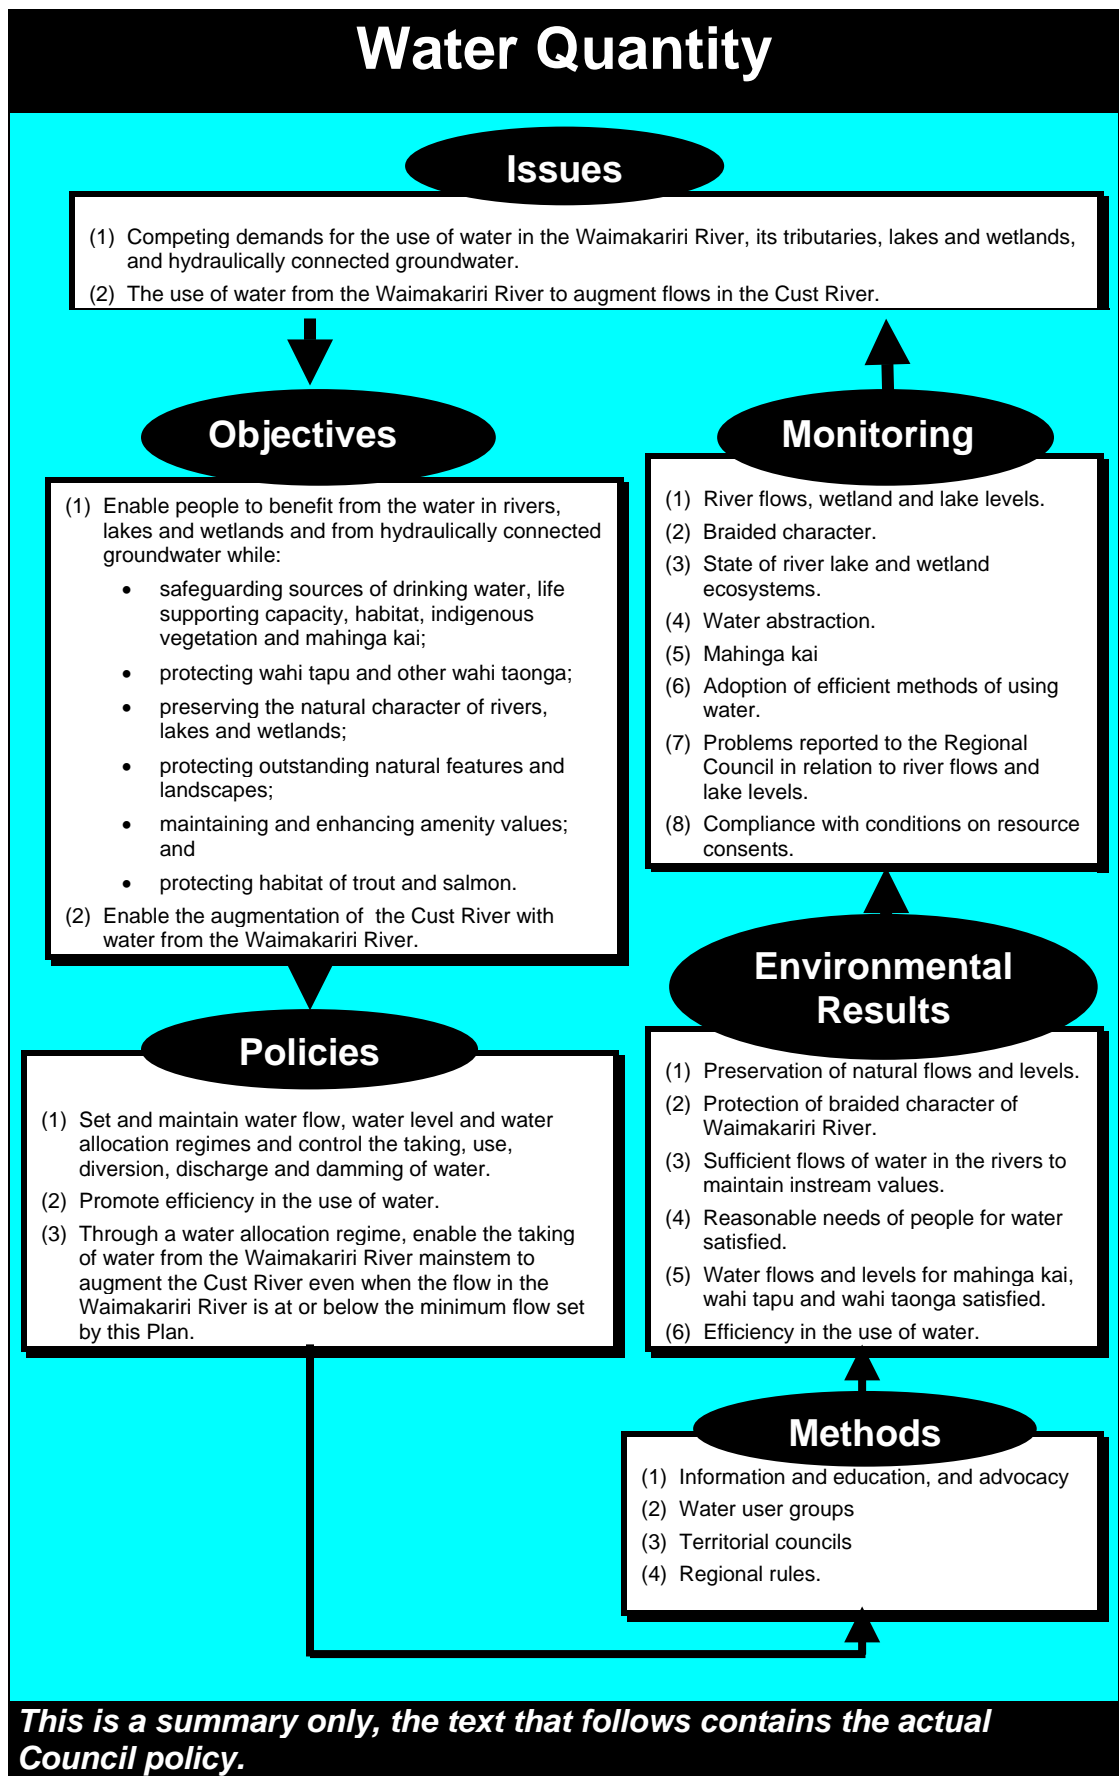 Water Quantity
Issues
(1) Competing demands for the use of water in the Waimakariri River, its tributaries, lakes and wetlands,
and hydraulically connected groundwater.
(2) The use of water from the Waimakariri River to augment flows in the Cust River.
Objectives
(1) Enable people to benefit from the water in rivers,
lakes and wetlands and from hydraulically connected
groundwater while:
• safeguarding sources of drinking water, life
supporting capacity, habitat, indigenous
vegetation and mahinga kai;
• protecting wahi tapu and other wahi taonga;
• preserving the natural character of rivers,
lakes and wetlands;
• protecting outstanding natural features and
landscapes;
• maintaining and enhancing amenity values;
and
• protecting habitat of trout and salmon.
(2) Enable the augmentation of the Cust River with
water from the Waimakariri River.
Policies
(1) Set and maintain water flow, water level and water
allocation regimes and control the taking, use,
diversion, discharge and damming of water.
(2) Promote efficiency in the use of water.
(3) Through a water allocation regime, enable the taking
of water from the Waimakariri River mainstem to
augment the Cust River even when the flow in the
Waimakariri River is at or below the minimum flow set
by this Plan.
Monitoring
(1) River flows, wetland and lake levels.
(2) Braided character.
(3) State of river lake and wetland
ecosystems.
(4) Water abstraction.
(5) Mahinga kai
(6) Adoption of efficient methods of using
water.
(7) Problems reported to the Regional
Council in relation to river flows and
lake levels.
(8) Compliance with conditions on resource
consents.
Environmental
Results
(1) Preservation of natural flows and levels.
(2) Protection of braided character of
Waimakariri River.
(3) Sufficient flows of water in the rivers to
maintain instream values.
(4) Reasonable needs of people for water
satisfied.
(5) Water flows and levels for mahinga kai,
wahi tapu and wahi taonga satisfied.
(6) Efficiency in the use of water.
Methods
(1) Information and education, and advocacy
(2) Water user groups
(3) Territorial councils
(4) Regional rules.
This is a summary only, the text that follows contains the actual
Council policy.